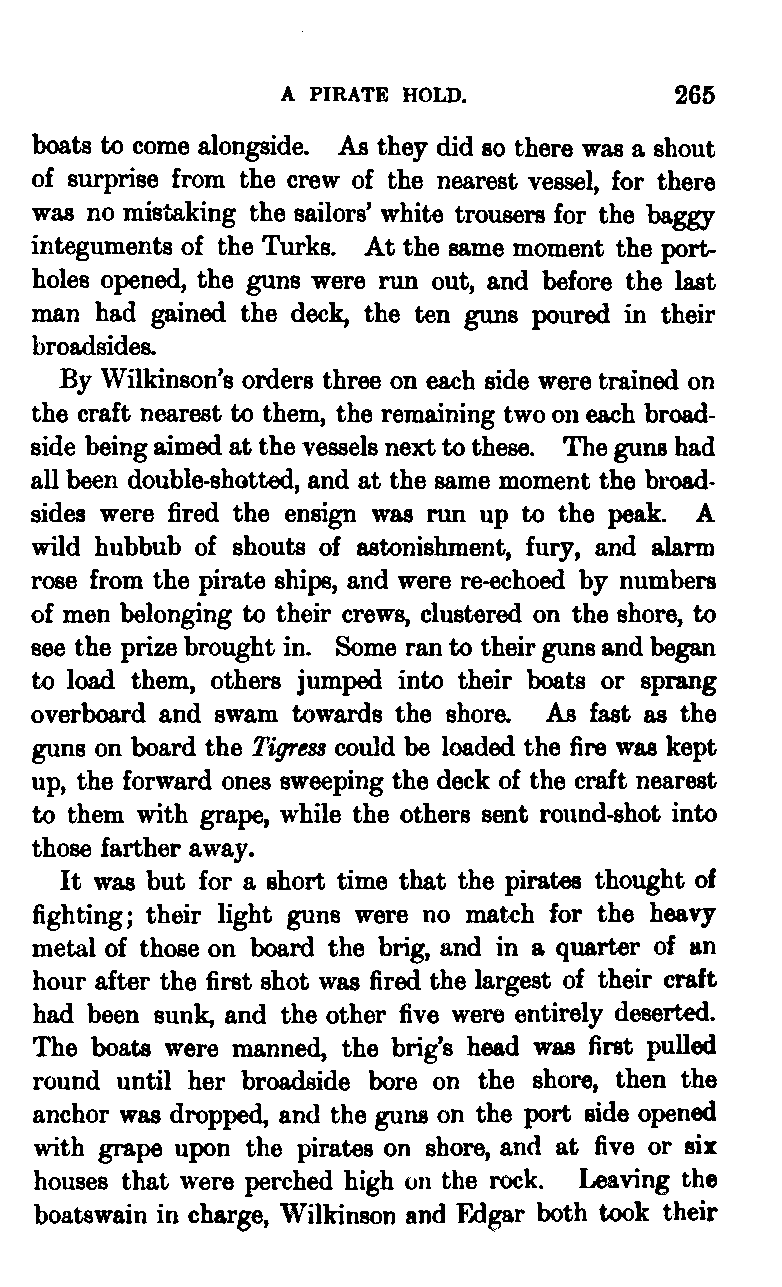 A PIRATE HOLD. 265
boats to come alongside. As they did so there was a shout
of surprise from the crew of the nearest vessel, for there
was no mistaking the sailors' white trousers for the baggy
integuments of the Turks. At the same moment the port-
holes opened, the guns were run out, and before the last
man had gained the deck, the ten guns poured in their
broadsides.
By Wilkinson's orders three on each side were trained on
the craft nearest to them, the remaining two on each broad-
side being aimed at the vessels next to these. The guns had
all been double-shotted, and at the same moment the broad-
sides were fired the ensign was run up to the peak. A
wild hubbub of shouts of astonishment, fury, and alarm
rose from the pirate ships, and were re-echoed by numbers
of men belonging to their crews, clustered on the shore, to
see the prize brought in. Some ran to their guns and began
to load them, others jumped into their boats or sprang
overboard and swam towards the shore. As fast as the
guns on board the Tigress could be loaded the fire was kept
up, the forward ones sweeping the deck of the craft nearest
to them with grape, while the others sent round-shot into
those farther away.
It was but for a short time that the pirates thought of
fighting; their light guns were no match for the heavy
metal of those on board the brig, and in a quarter of an
hour after the first shot was fired the largest of their craft
had been sunk, and the other five were entirely deserted.
The boats were manned, the brig's head was first pulled
round until her broadside bore on the shore, then the
anchor was dropped, and the guns on the port side opened
with grape upon the pirates on shore, and at five or six
houses that were perched high on the rock. Leaving the
boatswain in charge, Wilkinson and Edgar both took their